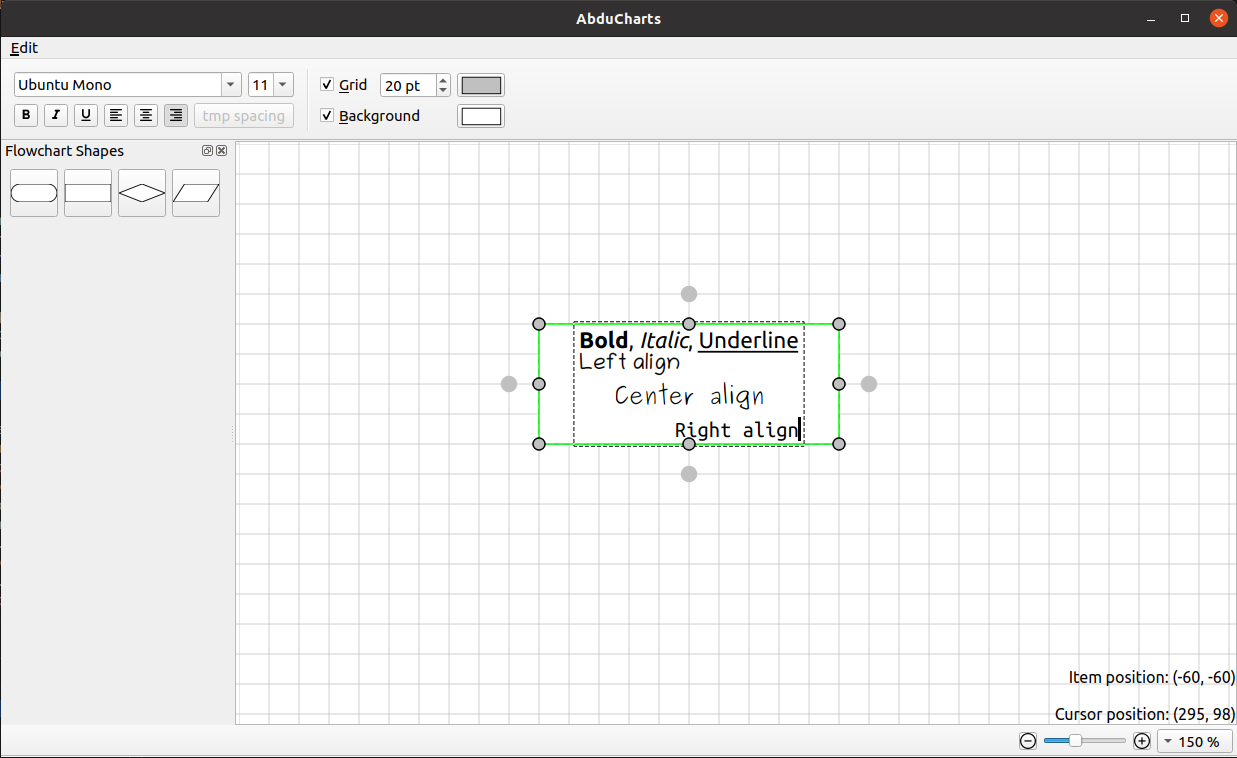 AbduCharts
Edit
Ubuntu Mono 11 Grid 20 pt
B I U tmp spacing Background
Flowchart Shapes
Bold, Italic, Underline
Left align
Center align
Right align
Item position: (-60, -60)
Cursor position: (295, 98)
150 %